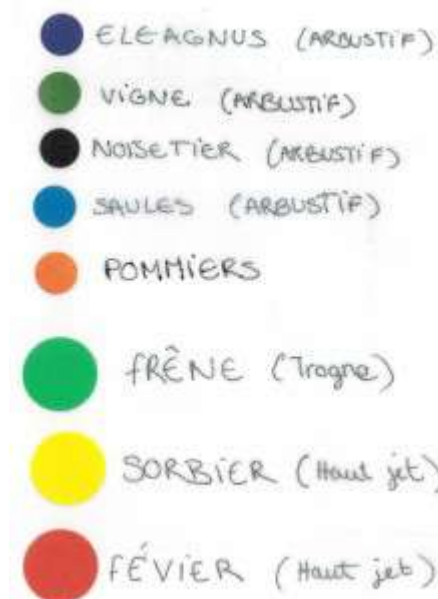 ELEAGNUS (ARBUSTIF)
ViGNE (ARBUSTIF)
NOISETIER (ARBUSTIF)
SAULES (ARBUSTIF)
POMMIERS
FRÊNE (Trogne)
SORBIER (Haut jet)
FÉVIER (Haut jet)